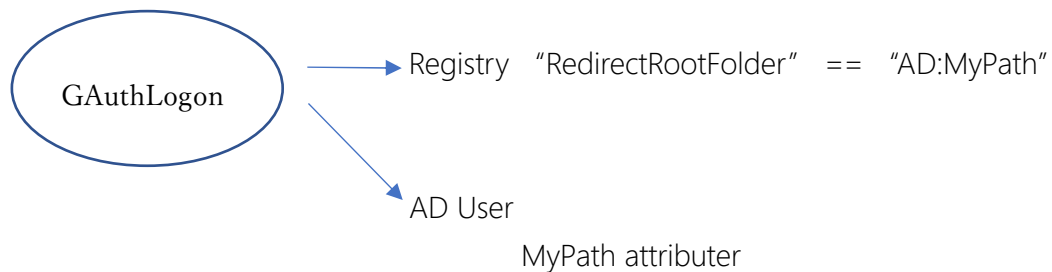 GAuthLogon
Registry “RedirectRootFolder” == “AD:MyPath”
AD User
MyPath attributer